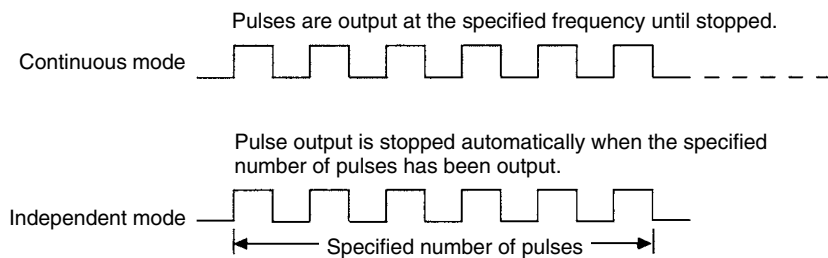 Pulses are output at the specified frequency until stopped.
Continuous mode
Pulse output is stopped automatically when the specified
number of pulses has been output.
Independent mode
Specified number of pulses